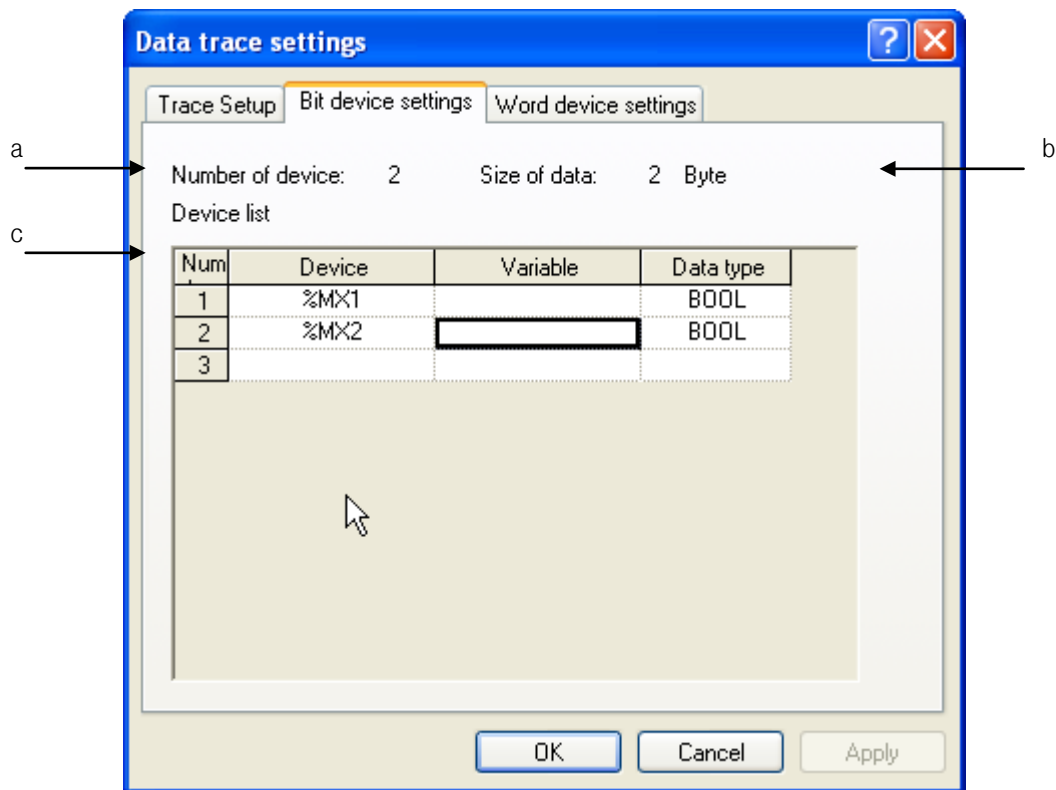 Data trace settings
Trace Setup Bit device settings Word device settings
a b
Number of device: 2 Size of data: 2 Byte
Device list
c
Num Device Variable Data type
1 %MX1 BOOL
2 %MX2 BOOL
3
OK Cancel Apply